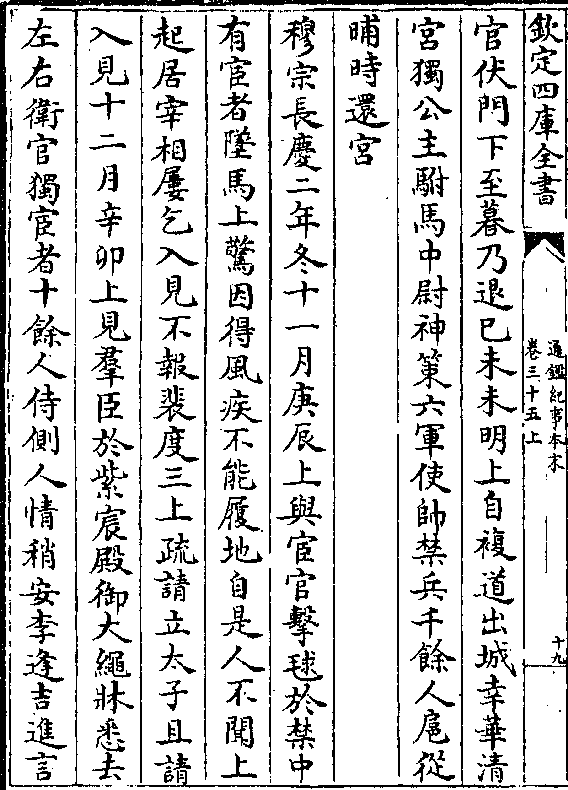 欽定四庫全書
通鑑紀事本末
卷三十五上
十九
官伏門下至暮乃退已未未明上自複道出城幸華清
宮獨公主駙馬中尉神策六軍使帥禁兵千餘人扈從
晡時還宮
穆宗長慶二年冬十一月庚辰上與宦官擊毬於禁中
有宦者墜馬上驚因得風疾不能履地自是人不聞上
起居宰相屢乞入見不報裴度三上疏請立太子且請
入見十二月辛卯上見羣臣於紫宸殿御大繩牀悉去
左右衛官獨宦者十餘人侍側人情稍安李逢吉進言